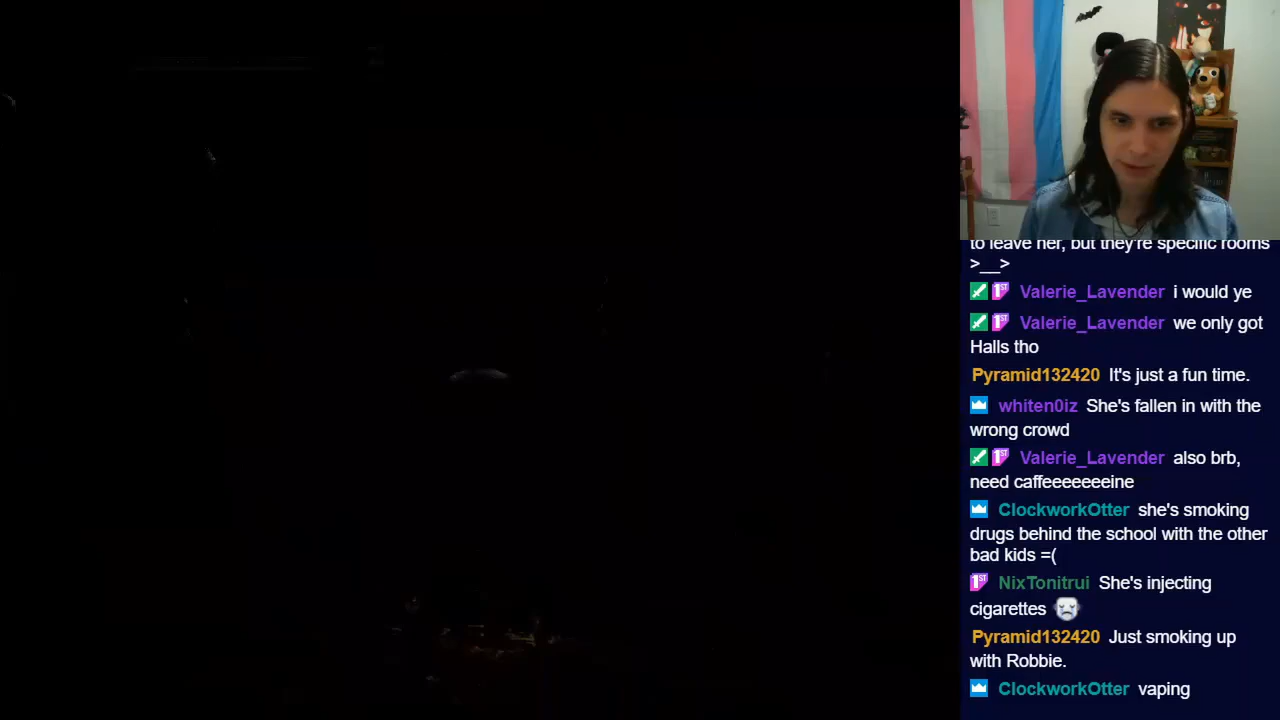 to leave her, but they're specific rooms
>__>
Valerie_Lavender i would ye
Valerie_Lavender we only got
Halls tho
Pyramid132420 It's just a fun time.
whiten0iz She's fallen in with the
wrong crowd
Valerie_Lavender also brb,
need caffeeeeeeeine
ClockworkOtter she's smoking
drugs behind the school with the other
bad kids =(
NixTonitrui She's injecting
cigarettes
Pyramid132420 Just smoking up
with Robbie.
ClockworkOtter vaping